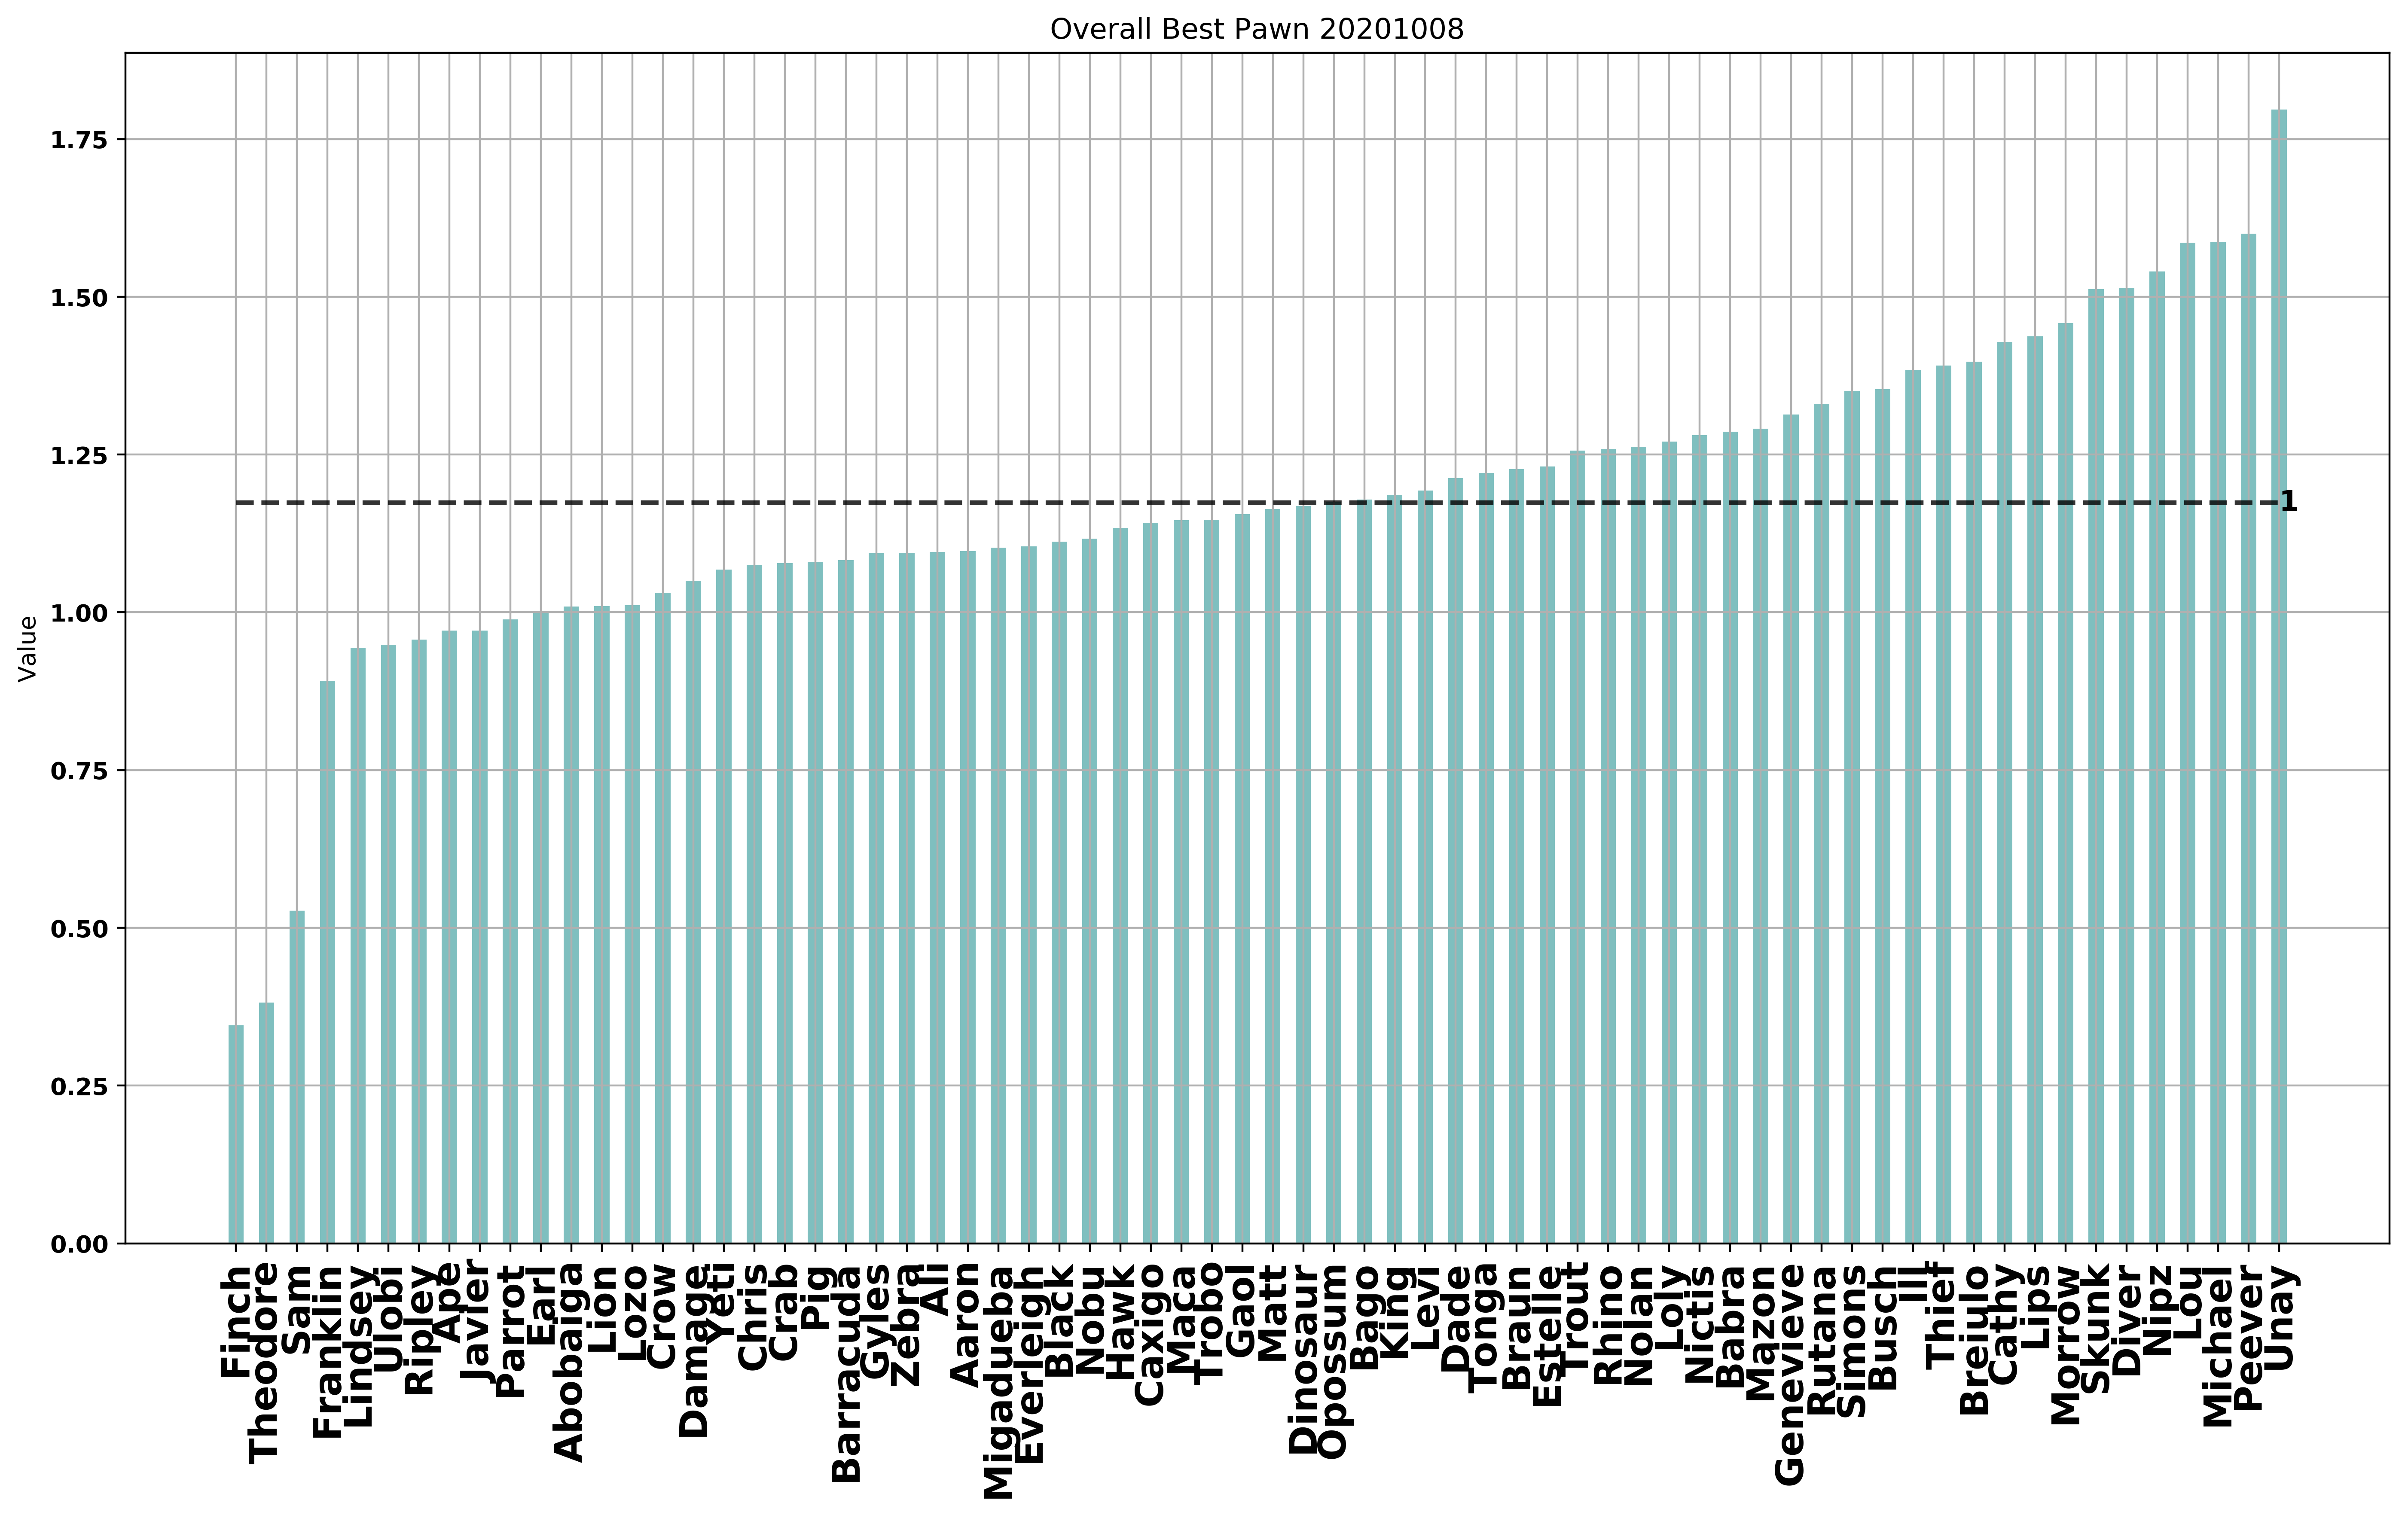 Overall Best Pawn 20201008
Value
1.75
1.50
1.25
1.00
0.75
0.50
0.25
0.00
1
Finch
Theodore
Sam
Franklin
Lindsey
Ulobi
Ripley
Ape
Javier
Parrot
Earl
Abobaiga
Lion
Lozo
Crow
Damage
Yeti
Chris
Crab
Pig
Barracuda
Gyles
Zebra
Ali
Aaron
Migadueba
Everleigh
Black
Nobu
Hawk
Caxigo
Maca
Trobo
Gaol
Matt
Dinosaur
Opossum
Bago
King
Levi
Dade
Tonga
Braun
Estelle
Trout
Rhino
Nolan
Loly
Nictis
Babra
Mazon
Genevieve
Rutana
Simons
Busch
Thief
Breiulo
Cathy
Lips
Morrow
Skunk
Diver
Nipz
Lou
Michael
Peever
Unay